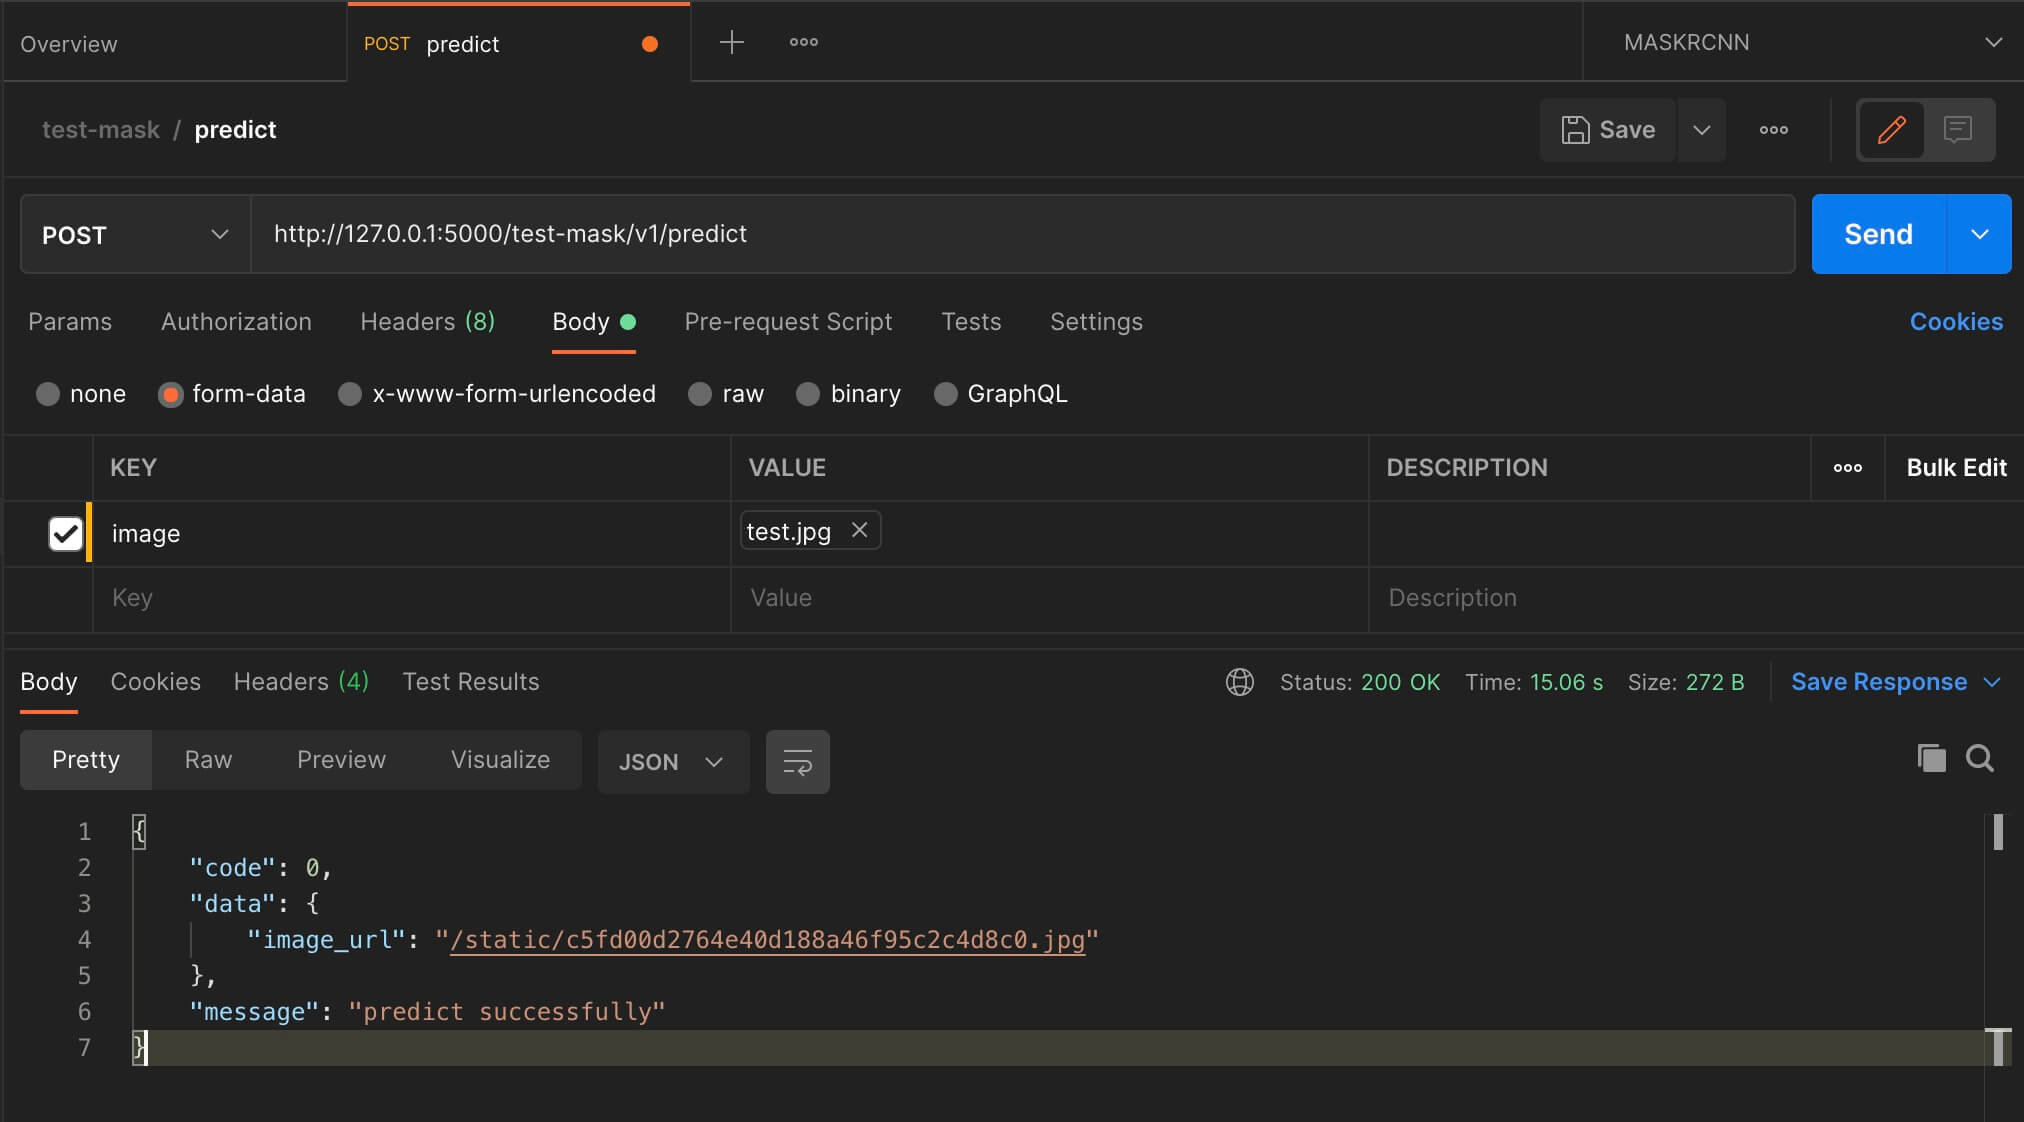 Overview POST predict MASKRCNN
test-mask / predict Save
POST http://127.0.0.1:5000/test-mask/v1/predict Send
Params Authorization Headers (8) Body Pre-request Script Tests Settings Cookies
none form-data x-www-form-urlencoded raw binary GraphQL
KEY VALUE DESCRIPTION Bulk Edit
image test.jpg
Key Value Description
Body Cookies Headers (4) Test Results Status: 200 OK Time: 15.06 s Size: 272 B Save Response
Pretty Raw Preview Visualize JSON
1 {
2 "code": 0,
3 "data": {
4 "image_url": "/static/c5fd00d2764e40d188a46f95c2c4d8c0.jpg"
5 },
6 "message": "predict successfully"
7 }